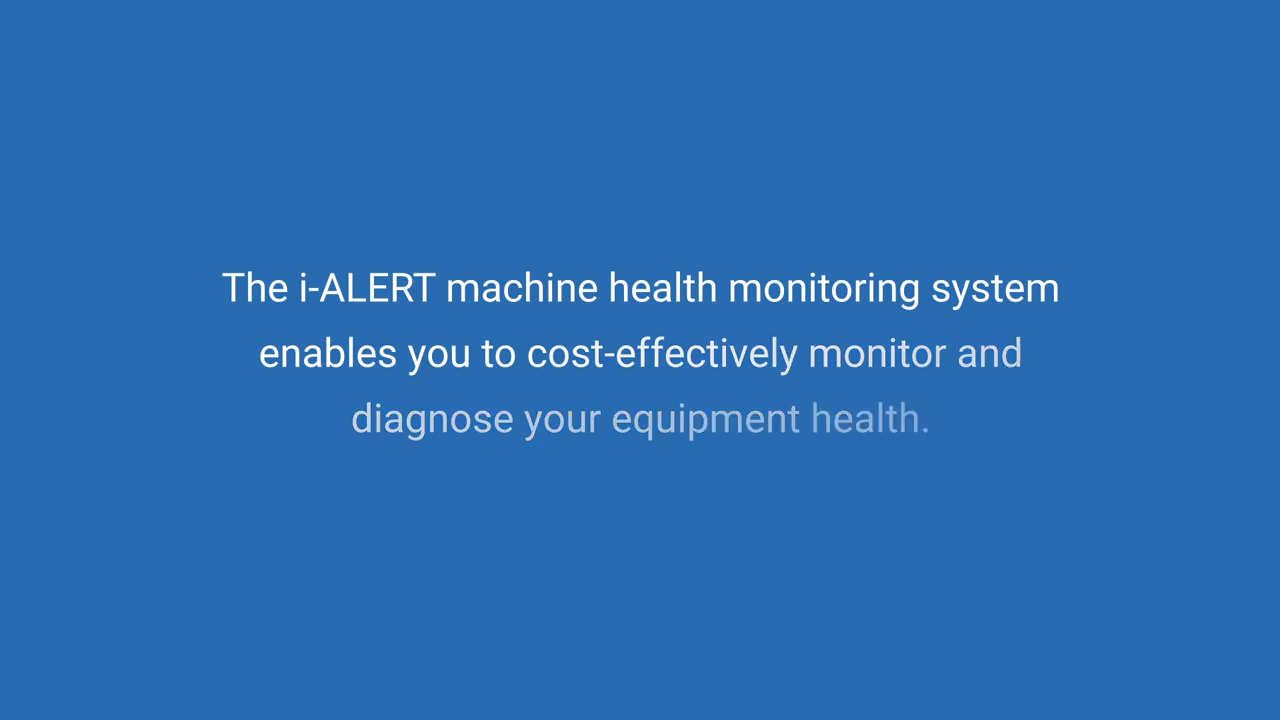 The i-ALERT machine health monitoring system
enables you to cost-effectively monitor and
diagnose your equipment health.